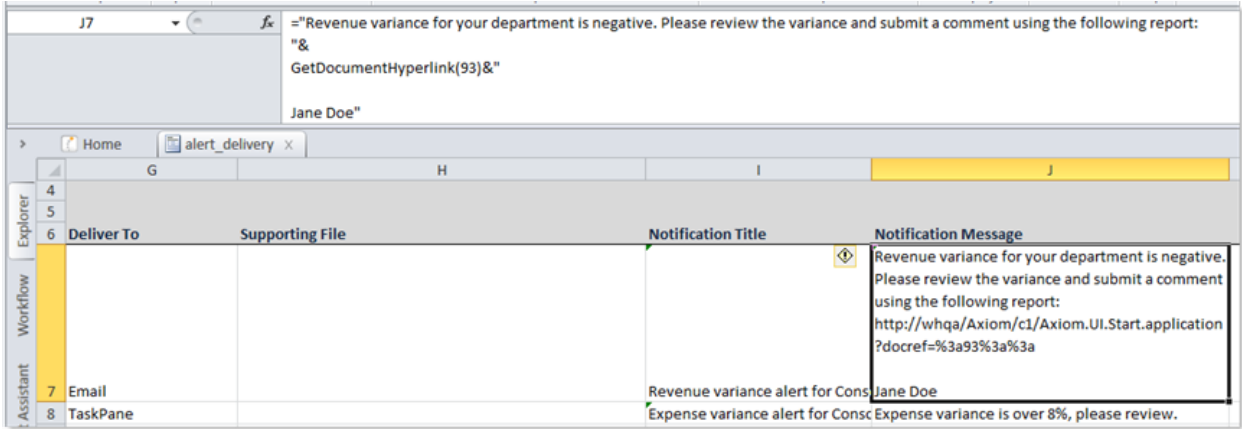 J7 fx ="Revenue variance for your department is negative. Please review the variance and submit a comment using the following report:
"&
GetDocumentHyperlink(93)&"
Jane Doe"
> Home alert_delivery X
G H I J
4
5
6 Deliver To Supporting File Notification Title Notification Message
Revenue variance for your department is negative.
Please review the variance and submit a comment
using the following report:
http://whqa/Axiom/c1/Axiom.UI.Start.application
?docref=%3a93%3a%3a
7 Email Revenue variance alert for Cons Jane Doe
8 TaskPane Expense variance alert for Consc Expense variance is over 8%, please review.
Explorer
Workflow
Assistant